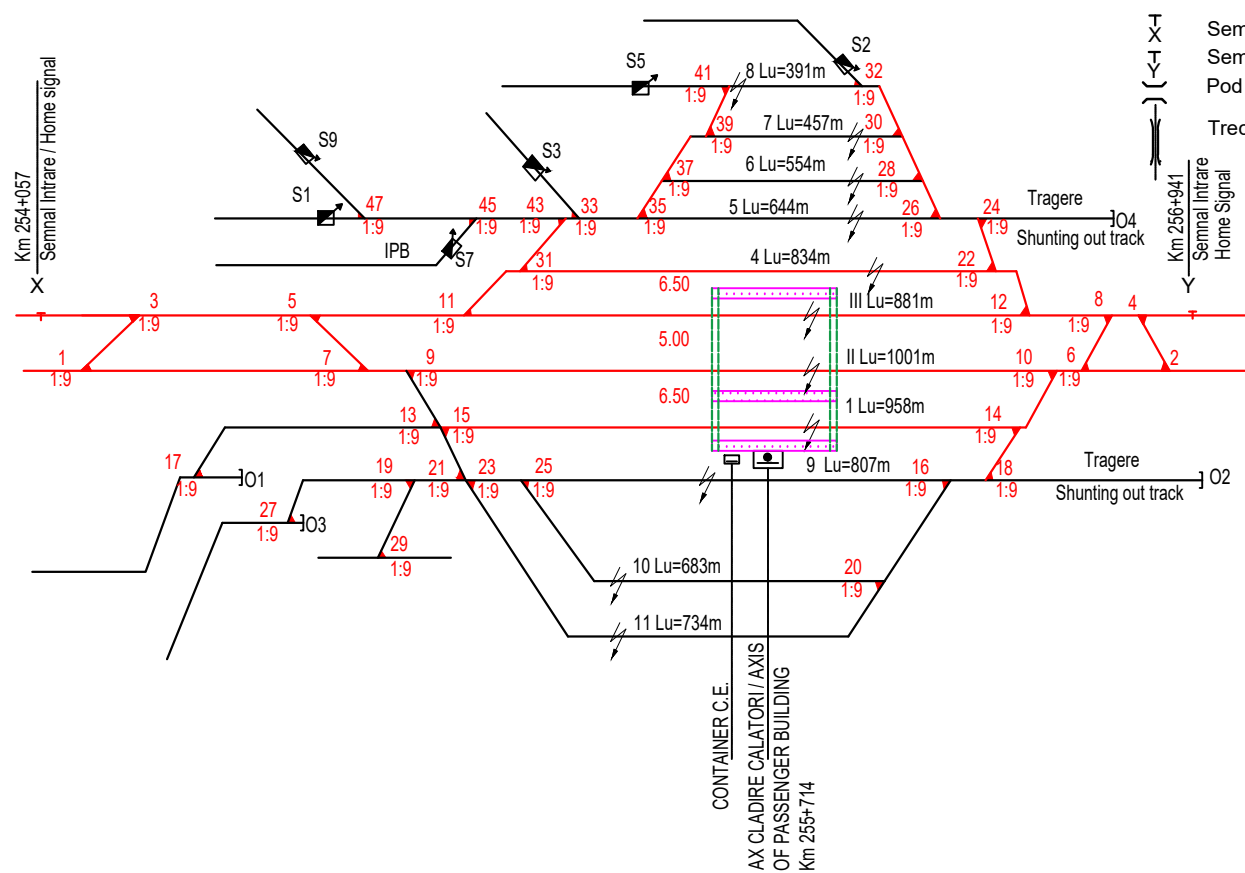 X Sem
Y Sem
Pod
Trec
S2
S5
41
1:9
8 Lu=391m
32
1:9
39
1:9
7 Lu=457m
30
1:9
37
1:9
6 Lu=554m
28
1:9
S9
S3
S1
47
1:9
45
1:9
43
1:9
33
1:9
35
1:9
5 Lu=644m
26
1:9
24
1:9
Tragere
O4
Shunting out track
IPB
S7
31
1:9
4 Lu=834m
22
1:9
Km 254+057
Semnal Intrare / Home signal
X
Km 256+941
Semnal Intrare
Home Signal
Y
6.50
3
1:9
5
1:9
11
1:9
III Lu=881m
12
1:9
8
1:9
4
5.00
1
1:9
7
1:9
9
1:9
II Lu=1001m
10
1:9
6
1:9
2
6.50
13
1:9
15
1:9
1 Lu=958m
14
1:9
17
1:9
O1
19
1:9
21
1:9
23
1:9
25
1:9
9 Lu=807m
16
1:9
18
1:9
Tragere
O2
Shunting out track
27
1:9
O3
29
1:9
10 Lu=683m
20
1:9
11 Lu=734m
CONTAINER C.E.
AX CLADIRE CALATORI / AXIS
OF PASSENGER BUILDING
Km 255+714